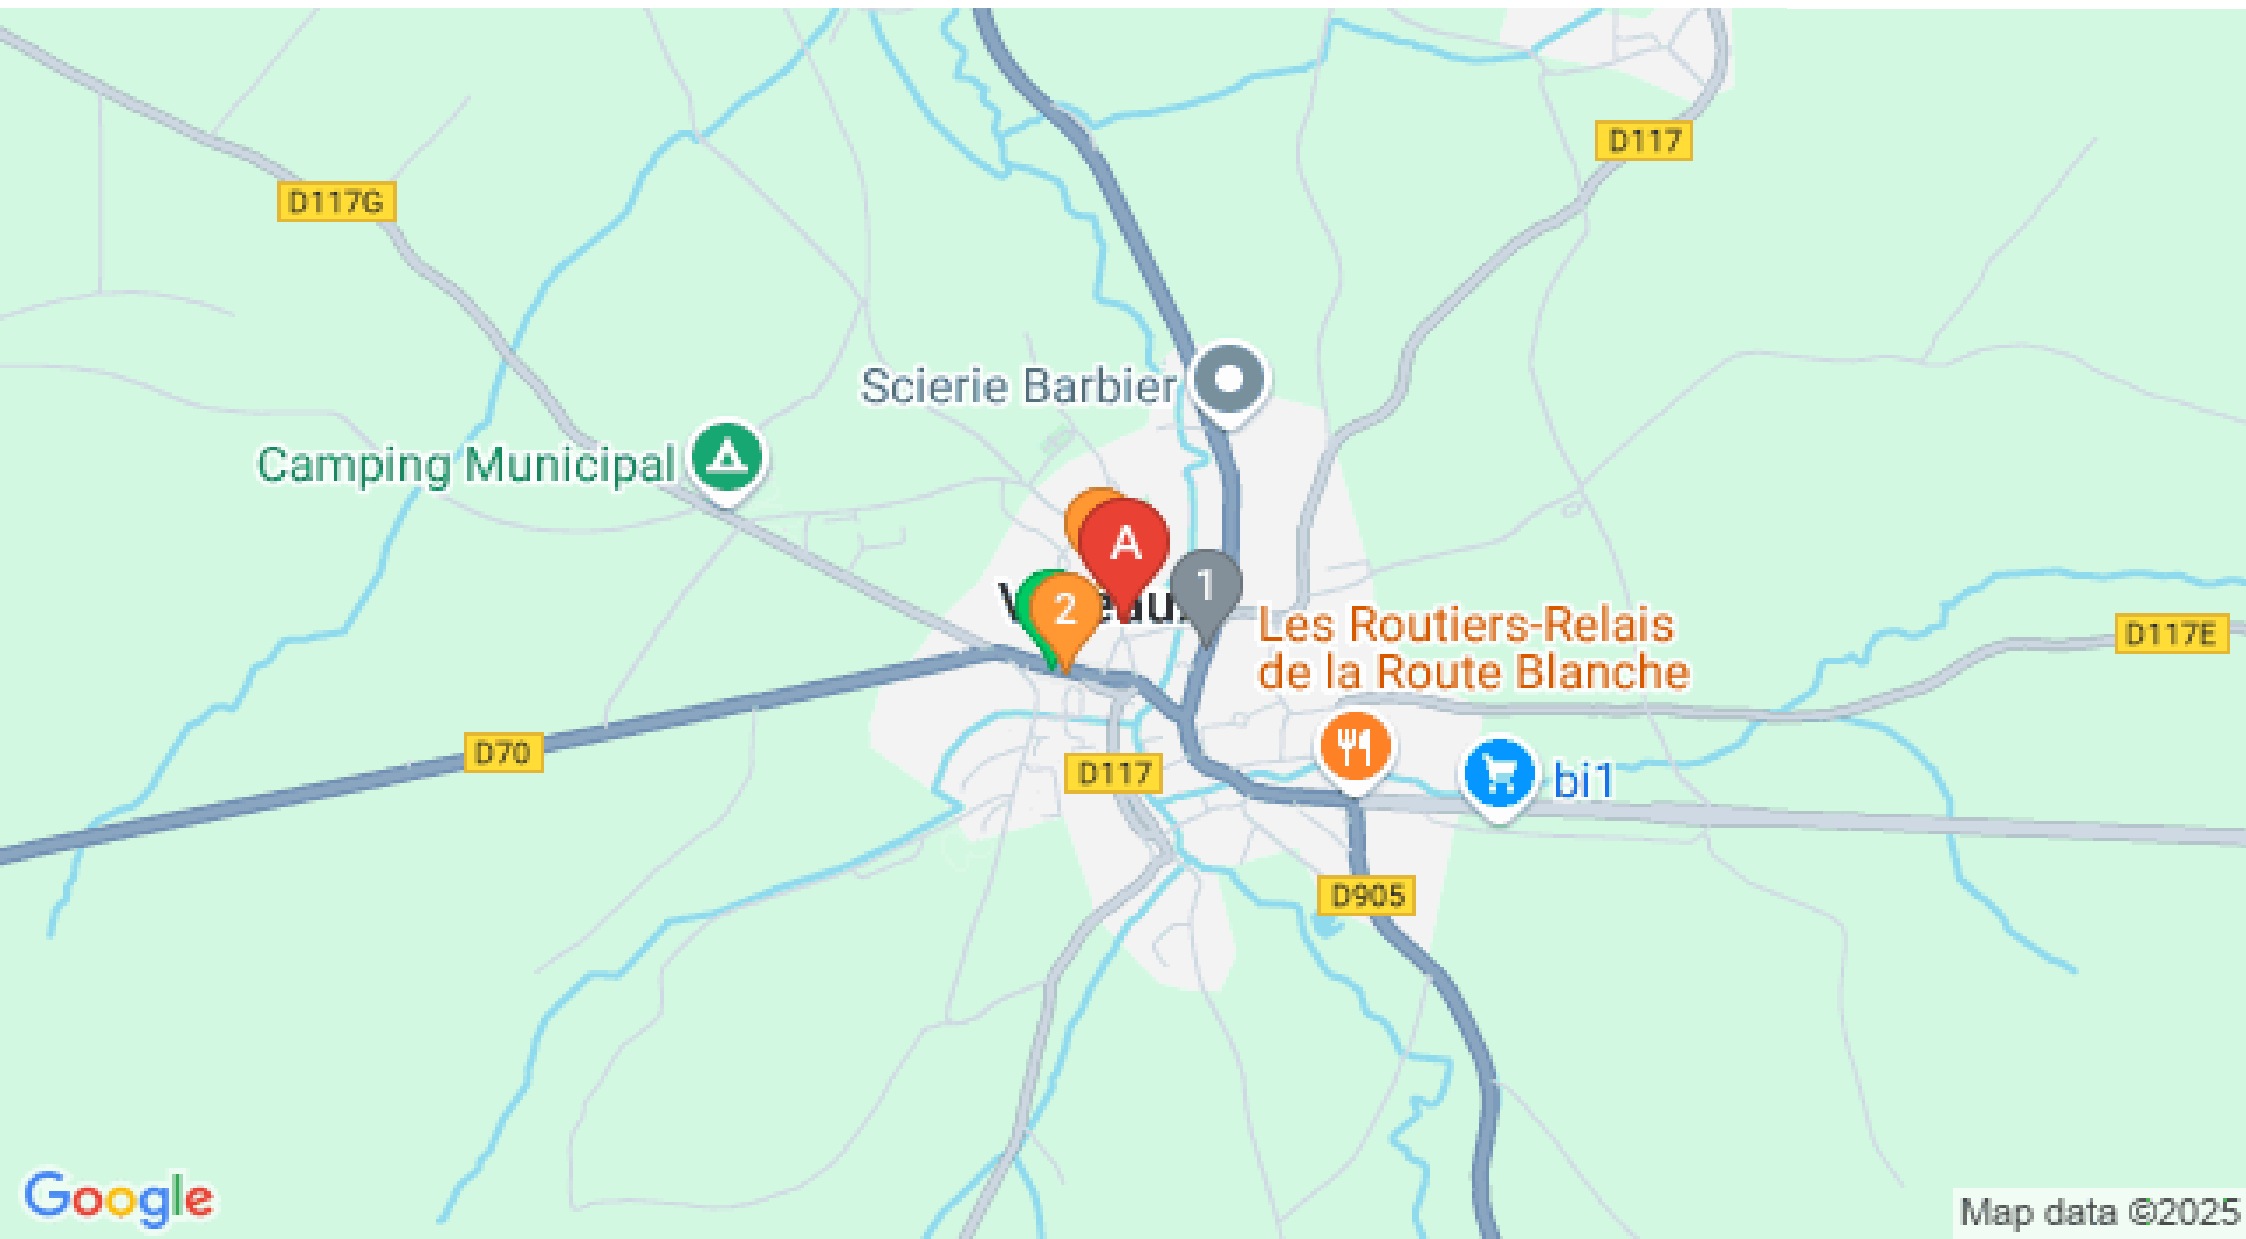 D117
D117G
Scierie Barbier
Camping Municipal
A
1
2
Les Routiers-Relais
de la Route Blanche
D117E
D70
D117
bi1
D905
Google
Map data ©2025